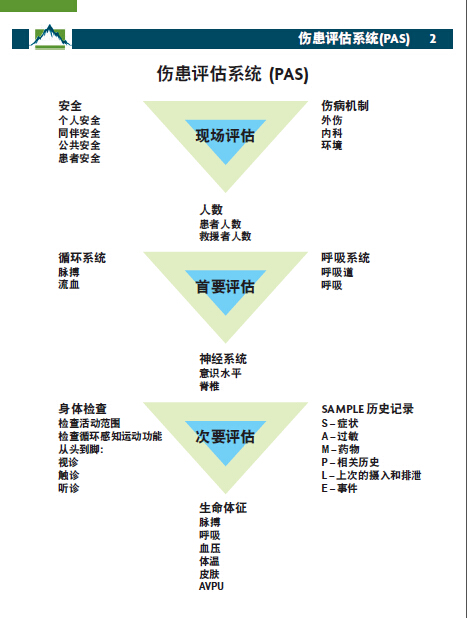 伤患评估系统(PAS) 2
伤患评估系统 (PAS)
安全
个人安全
同伴安全
公共安全
患者安全
现场评估
伤病机制
外伤
内科
环境
人数
患者人数
救援者人数
循环系统
脉搏
流血
首要评估
呼吸系统
呼吸道
呼吸
神经系统
意识水平
脊椎
身体检查
检查活动范围
检查循环感知运动功能
从头到脚:
视诊
触诊
听诊
次要评估
SAMPLE 历史记录
S – 症状
A – 过敏
M – 药物
P – 相关历史
L – 上次的摄入和排泄
E – 事件
生命体征
脉搏
呼吸
血压
体温
皮肤
AVPU